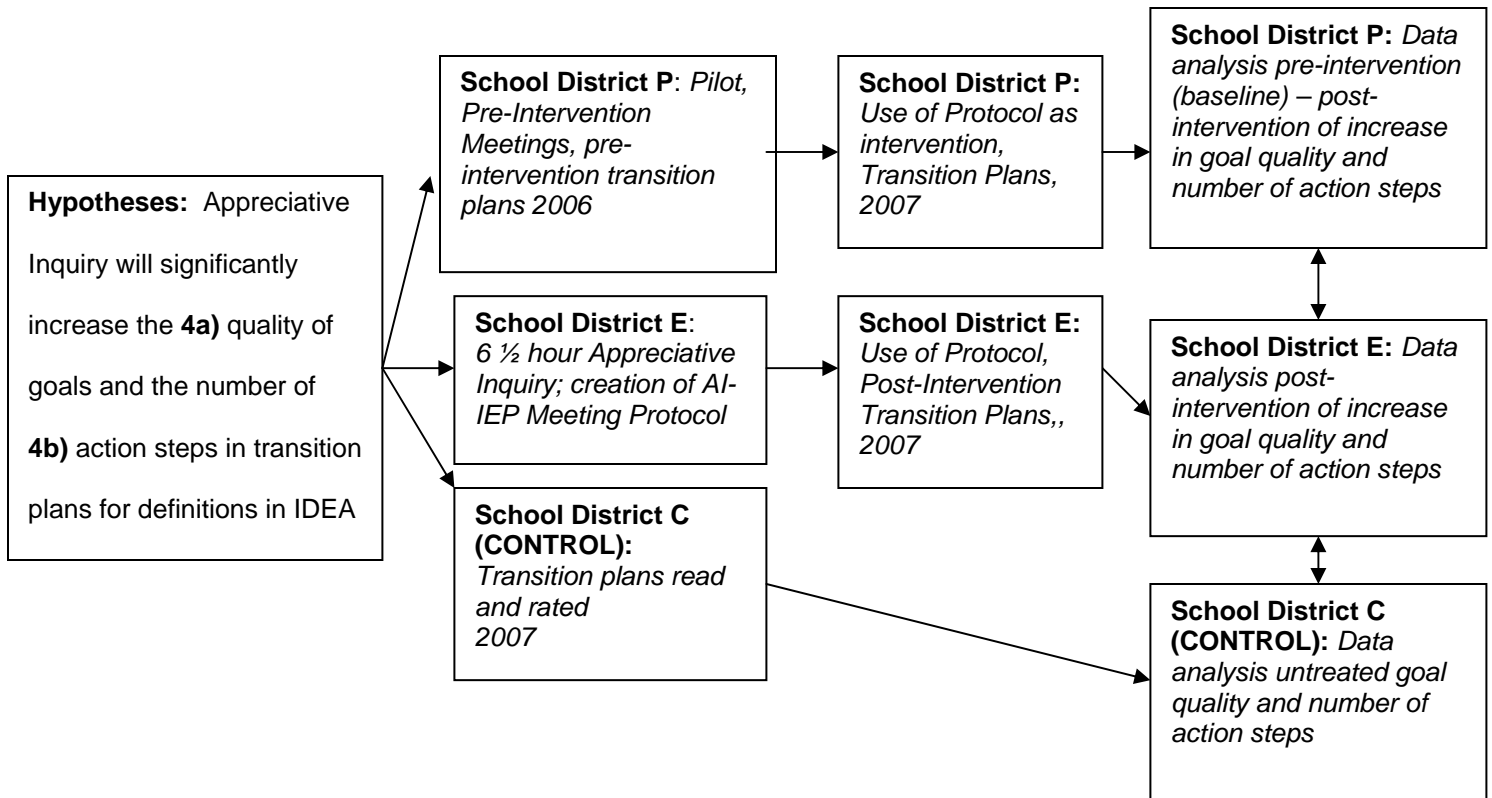 Hypotheses: Appreciative
Inquiry will significantly
increase the 4a) quality of
goals and the number of
4b) action steps in transition
plans for definitions in IDEA
School District P: Pilot,
Pre-Intervention
Meetings, pre-
intervention transition
plans 2006
School District P:
Use of Protocol as
intervention,
Transition Plans,
2007
School District P: Data
analysis pre-intervention
(baseline) – post-
intervention of increase
in goal quality and
number of action steps
School District E:
6 ½ hour Appreciative
Inquiry; creation of AI-
IEP Meeting Protocol
School District E:
Use of Protocol,
Post-Intervention
Transition Plans,,
2007
School District E: Data
analysis post-
intervention of increase
in goal quality and
number of action steps
School District C
(CONTROL):
Transition plans read
and rated
2007
School District C
(CONTROL): Data
analysis untreated goal
quality and number of
action steps